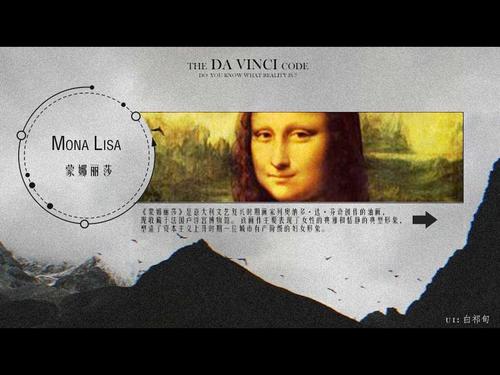 THE DA VINCI CODE
DO YOU KNOW WHAT REALITY IS?
MONA LISA
蒙娜丽莎
《蒙娜丽莎》是意大利文艺复兴时期画家列奥纳多·达·芬奇创作的油画，
现收藏于法国卢浮宫博物馆。该画作主要表现了女性的典雅和恬静的典型形象，
塑造了资本主义上升时期一位城市有产阶级的妇女形象。
UI：白祁甸